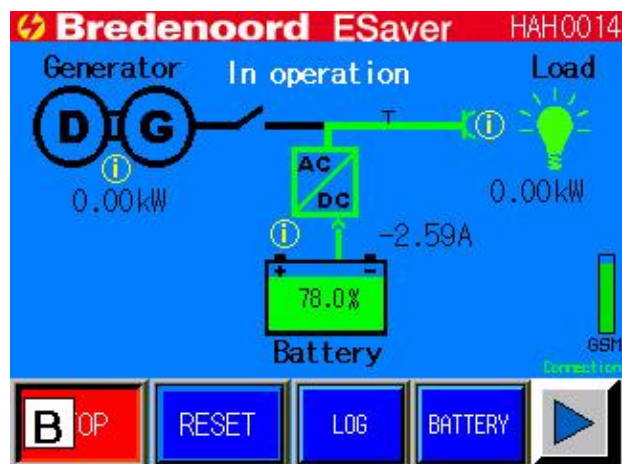 Bredenoord ESaver HAH0014
Generator In operation Load
D G
AC
DC
0.00kW
0.00kW
-2.59A
+ -
78.0%
Battery
GSM
Connection
B OP RESET LOG BATTERY